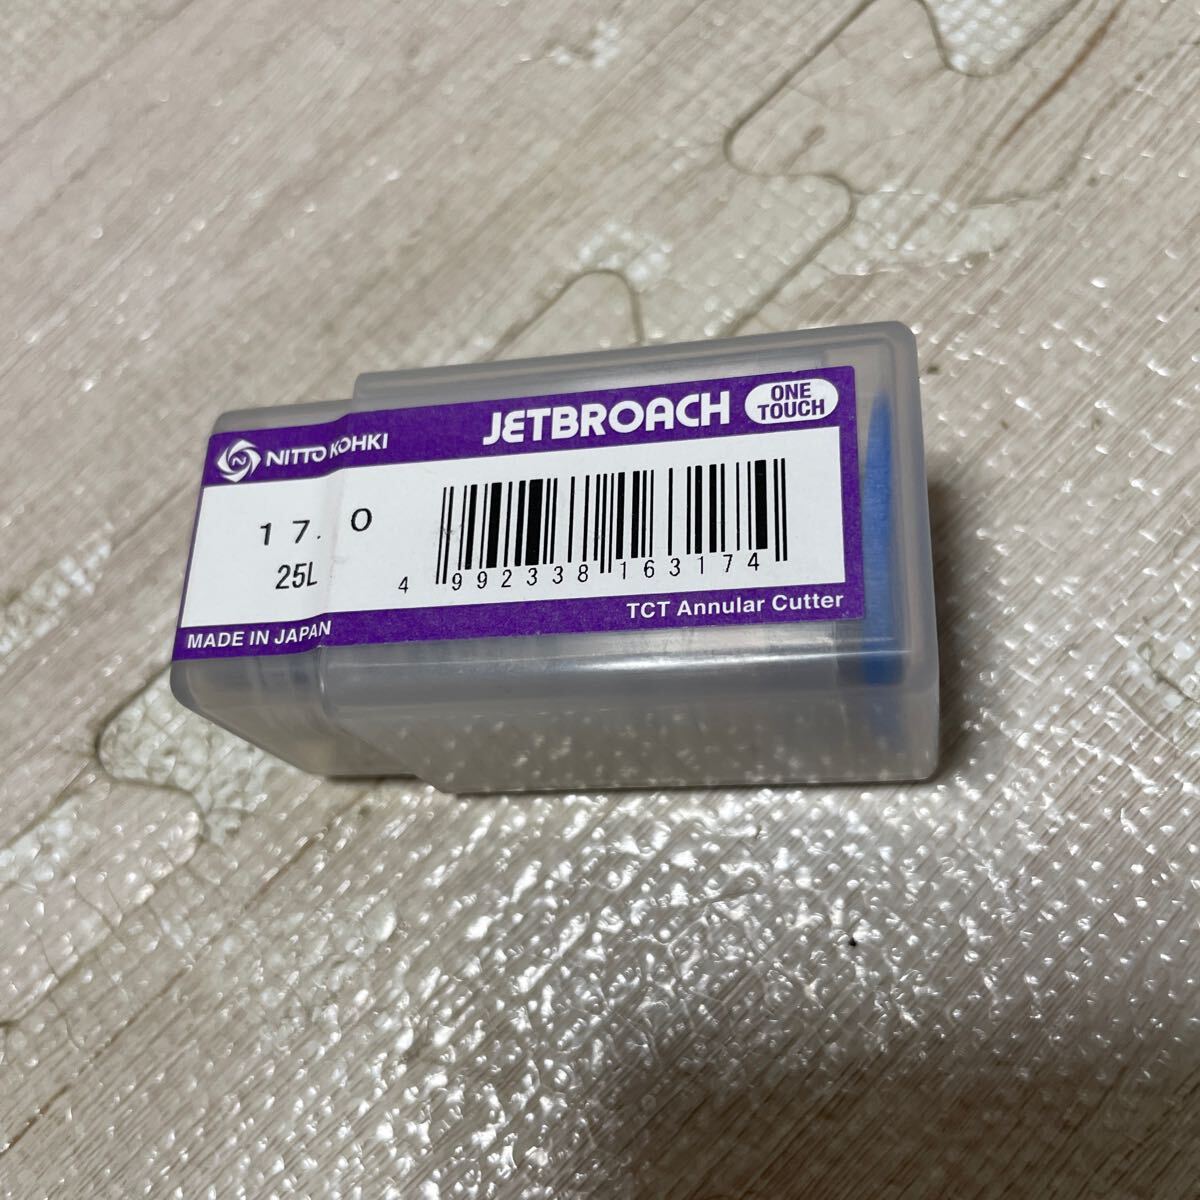 NITTO KOHKI
JETBROACH
ONE
TOUCH
17.0
25L
4 992338 163174
MADE IN JAPAN
TCT Annular Cutter